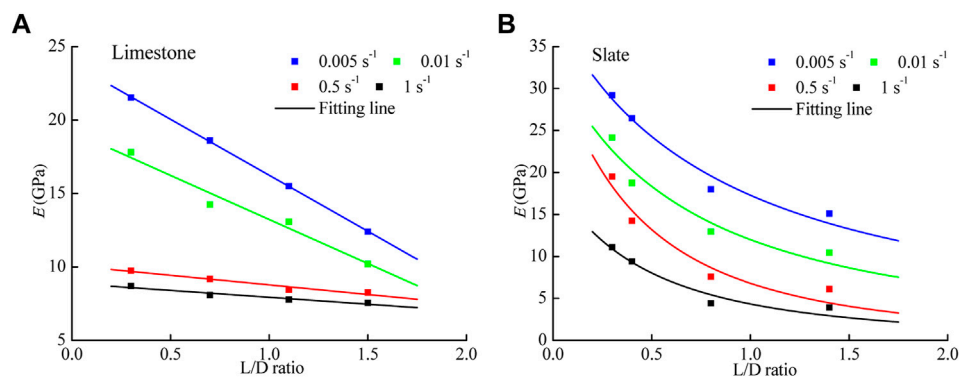 A
Limestone
0.005 s⁻¹ 0.01 s⁻¹
0.5 s⁻¹ 1 s⁻¹
Fitting line
25
20
15
10
5
E(GPa)
0.0 0.5 1.0 1.5 2.0
L/D ratio
B
Slate
0.005 s⁻¹ 0.01 s⁻¹
0.5 s⁻¹ 1 s⁻¹
Fitting line
35
30
25
20
15
10
5
0
E(GPa)
0.0 0.5 1.0 1.5 2.0
L/D ratio